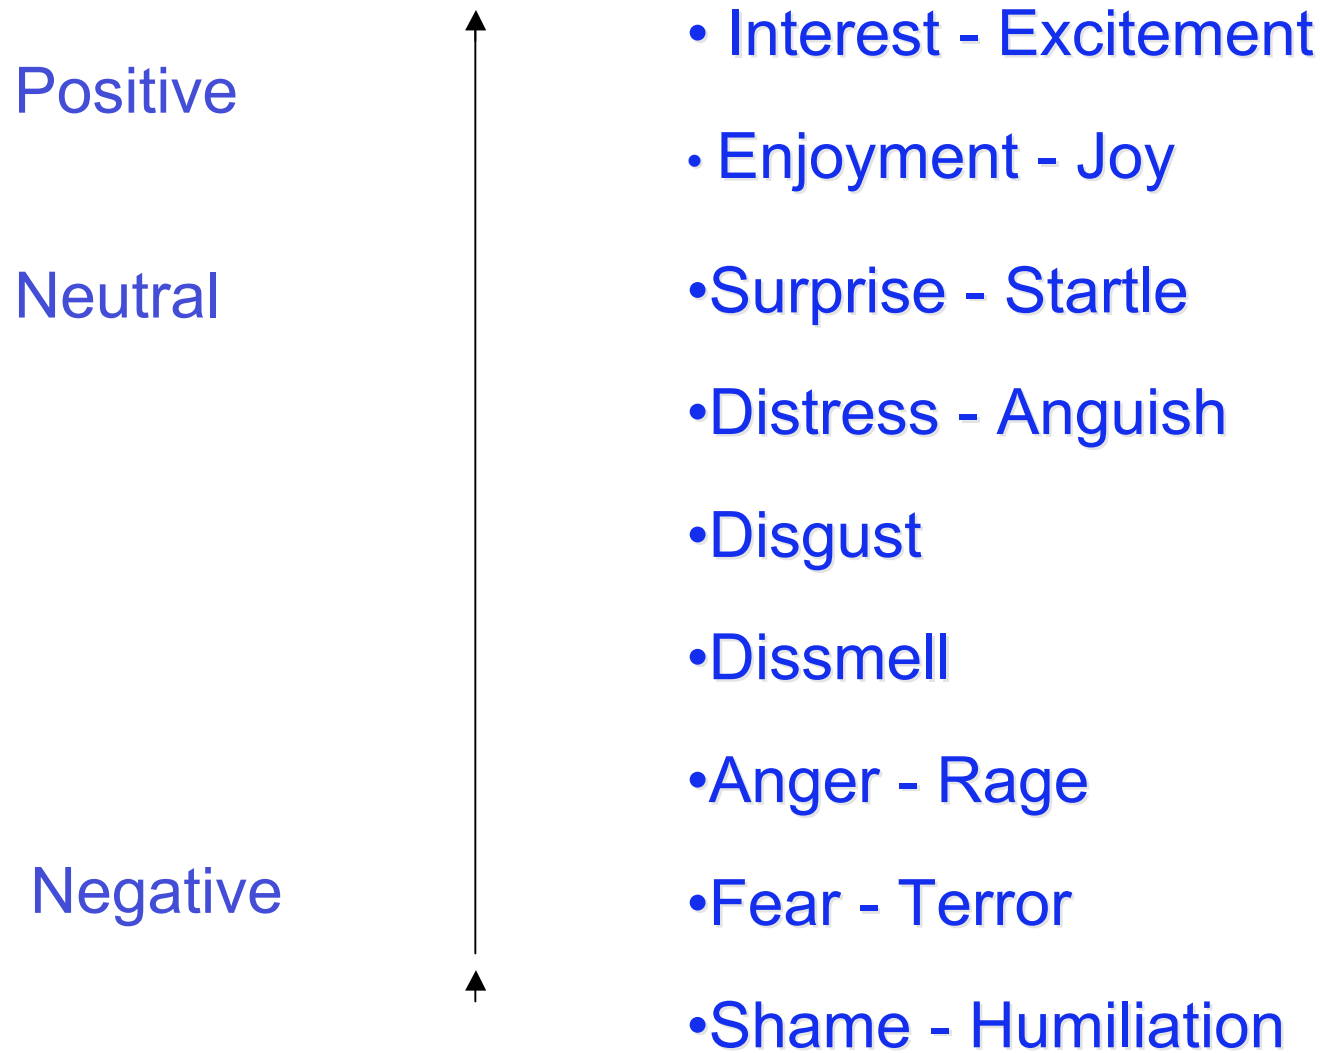 • Interest - Excitement
Positive
• Enjoyment - Joy
Neutral
•Surprise - Startle
•Distress - Anguish
•Disgust
•Dissmell
•Anger - Rage
Negative
•Fear - Terror
•Shame - Humiliation